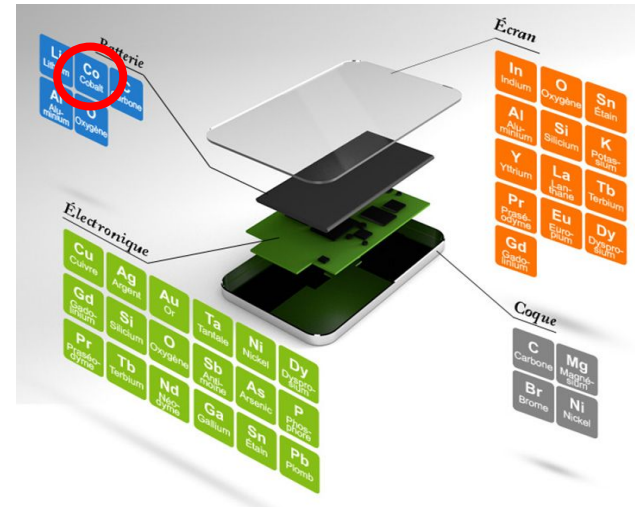 Batterie
Li
Lithium
Co
Cobalt
C
Carbone
Al
Alu-
minium
O
Oxygène
Écran
In
Indium
O
Oxygène
Sn
Étain
Al
Alu-
minium
Si
Silicium
K
Potas-
sium
Y
Yttrium
La
Lan-
thane
Tb
Terbium
Pr
Prasé-
odyme
Eu
Euro-
pium
Dy
Dyspro-
sium
Gd
Gado-
linium
Électronique
Cu
Cuivre
Ag
Argent
Au
Or
Ta
Tantale
Ni
Nickel
Dy
Dyspro-
sium
Gd
Gado-
linium
Si
Silicium
O
Oxygène
Sb
Anti-
moine
As
Arsenic
P
Phos-
phore
Pr
Praséo-
dyme
Tb
Terbium
Nd
Néo-
dyme
Ga
Gallium
Sn
Étain
Pb
Plomb
Coque
C
Carbone
Mg
Magné-
sium
Br
Brome
Ni
Nickel